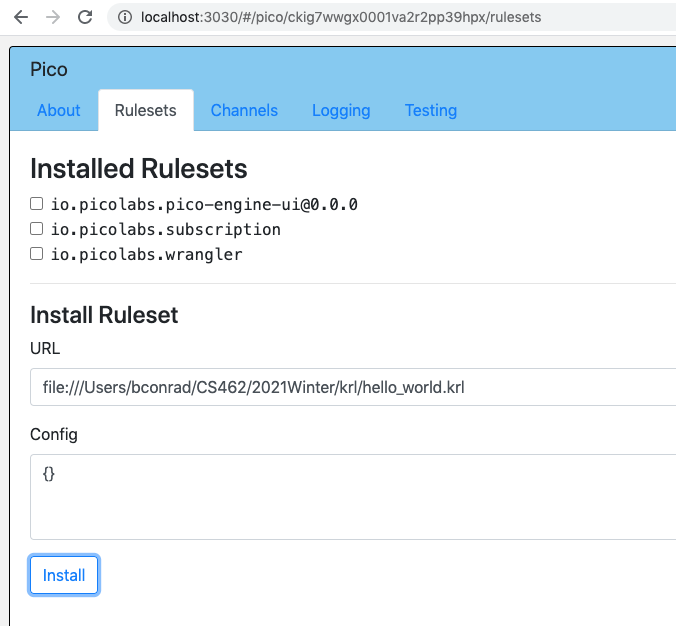 localhost:3030/#/pico/ckig7wwgx0001va2r2pp39hpx/rulesets
Pico
About Rulesets Channels Logging Testing
Installed Rulesets
io.picolabs.pico-engine-ui@0.0.0
io.picolabs.subscription
io.picolabs.wrangler
Install Ruleset
URL
file:///Users/bconrad/CS462/2021Winter/krl/hello_world.krl
Config
{}
Install